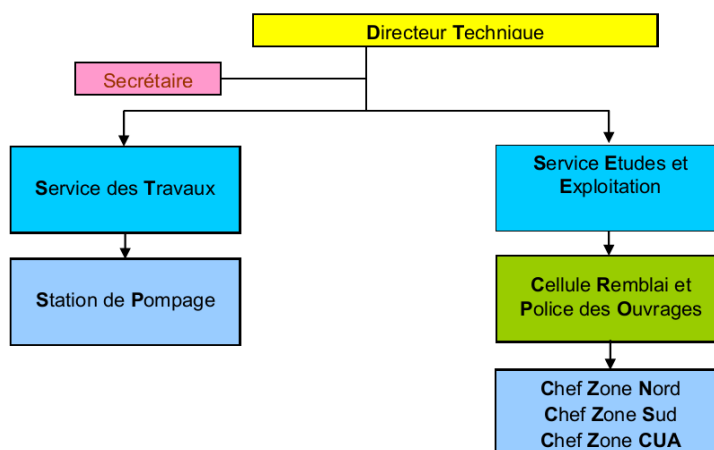 Directeur Technique
Secrétaire
Service des Travaux
Service Etudes et
Exploitation
Station de Pompage
Cellule Remblai et
Police des Ouvrages
Chef Zone Nord
Chef Zone Sud
Chef Zone CUA